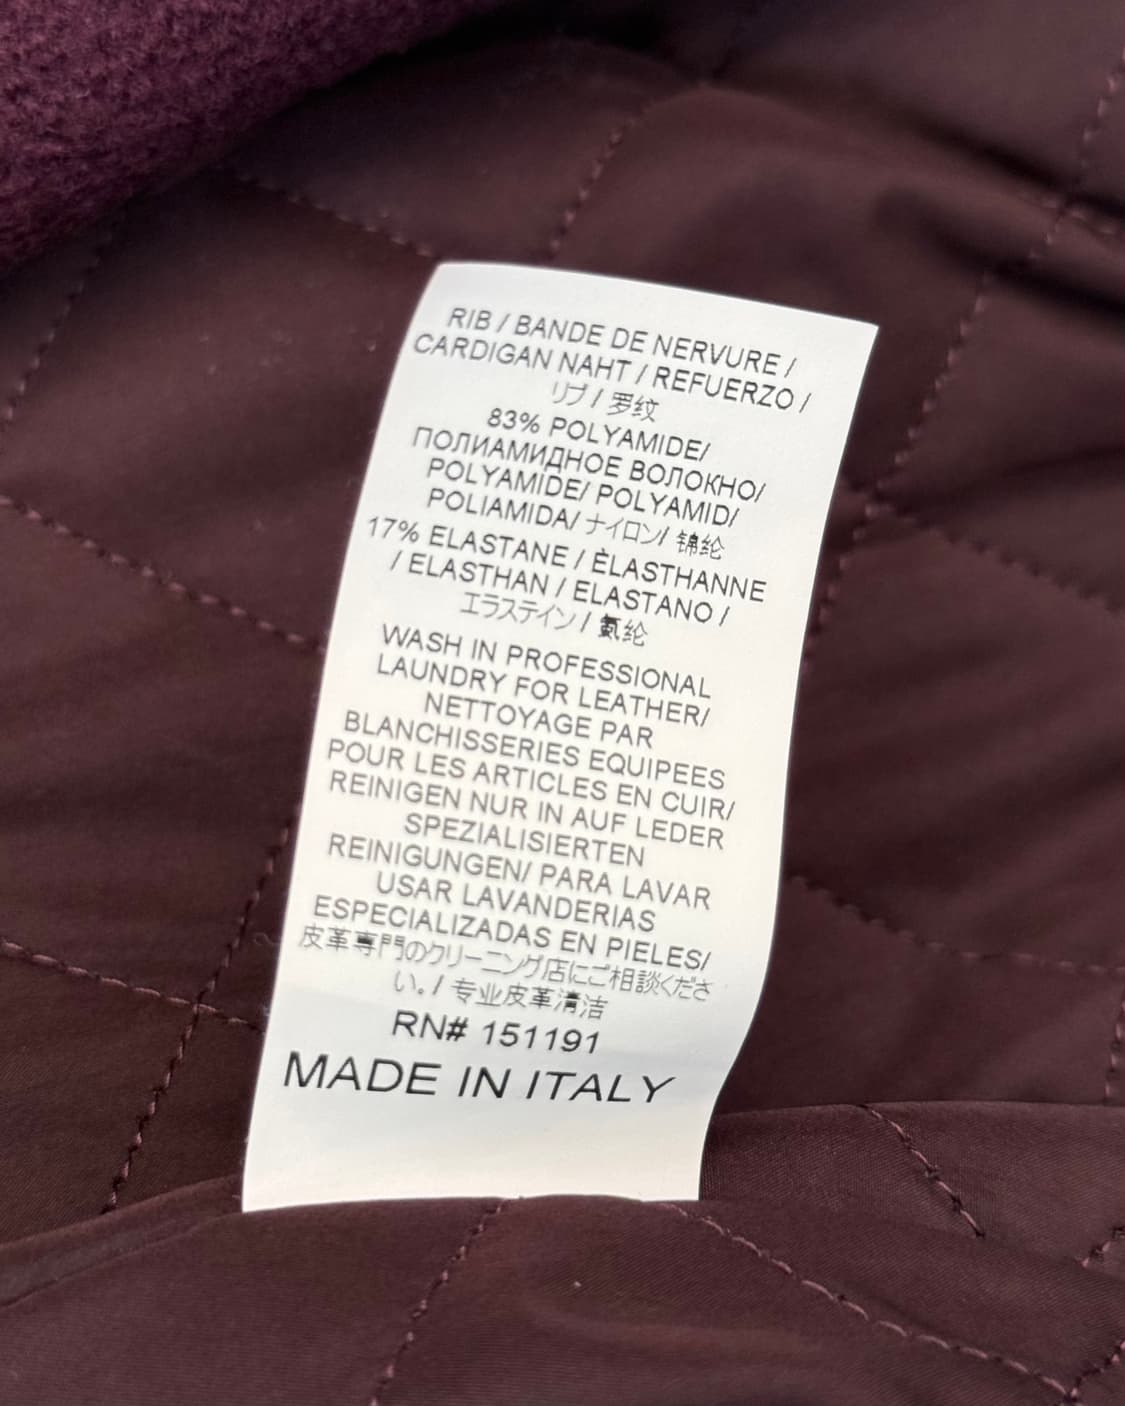 RIB / BANDE DE NERVURE /
CARDIGAN NAHT / REFUERZO /
リブ / 罗纹
83% POLYAMIDE/
ПОЛИАМИДНОЕ ВОЛОКНО/
POLYAMIDE/ POLYAMID/
POLIAMIDA/ ナイロン/ 锦纶
17% ELASTANE / ÈLASTHANNE
/ ELASTHAN / ELASTANO /
エラステイン / 氨纶
WASH IN PROFESSIONAL
LAUNDRY FOR LEATHER/
NETTOYAGE PAR
BLANCHISSERIES EQUIPEES
POUR LES ARTICLES EN CUIR/
REINIGEN NUR IN AUF LEDER
SPEZIALISIERTEN
REINIGUNGEN/ PARA LAVAR
USAR LAVANDERIAS
ESPECIALIZADAS EN PIELES/
皮革専門のクリーニング店にご相談くださ
い。/ 专业皮革清洁
RN# 151191
MADE IN ITALY